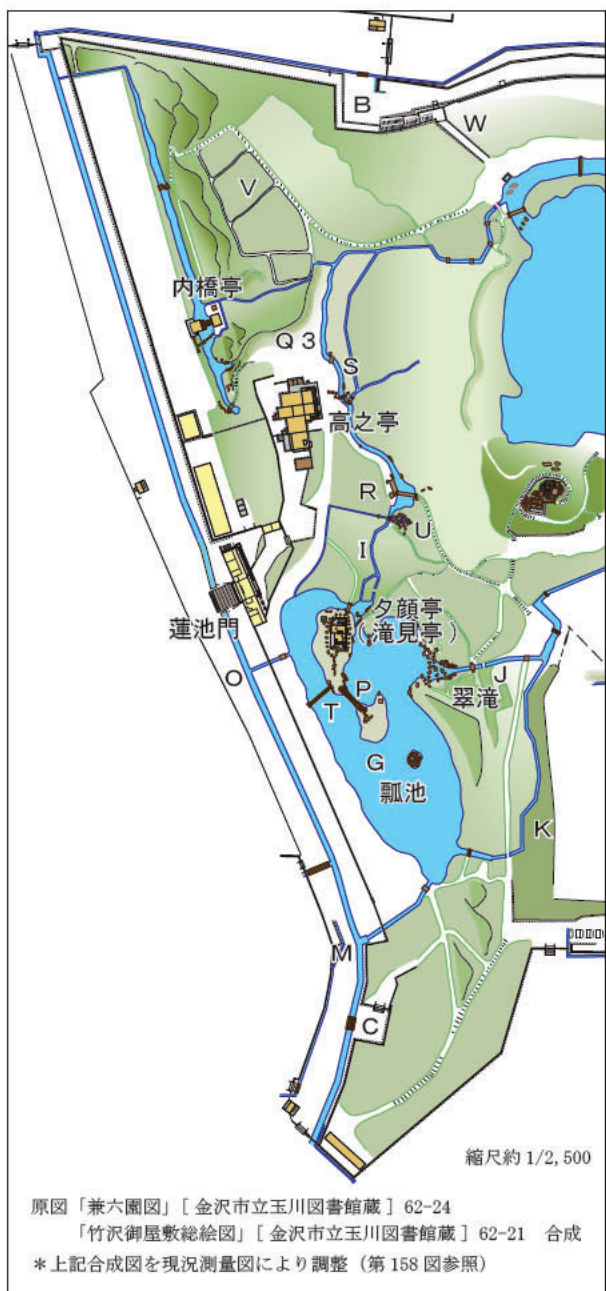 B
W
V
内橋亭
Q3
S
高之亭
R
U
I
夕顔亭
(滝見亭)
蓮池門
O
J
P
翠滝
T
G
瓢池
K
M
C
縮尺約1/2,500
原図「兼六園図」[金沢市立玉川図書館蔵] 62-24
「竹沢御屋敷総絵図」[金沢市立玉川図書館蔵] 62-21 合成
*上記合成図を現況測量図により調整(第158図参照)